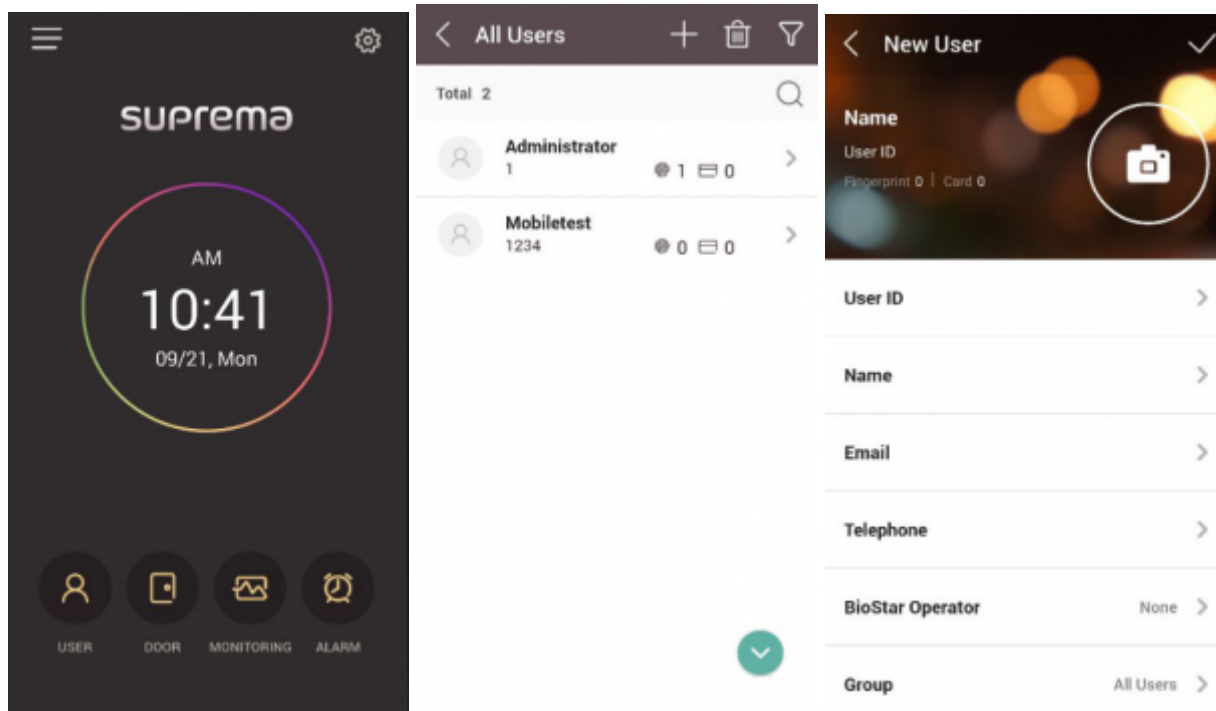 suprema
AM
10:41
09/21, Mon
USER DOOR MONITORING ALARM
All Users
Total 2
Administrator
1
1 0
Mobiletest
1234
0 0
New User
Name
User ID
Fingerprint 0 | Card 0
User ID
Name
Email
Telephone
BioStar Operator None
Group All Users